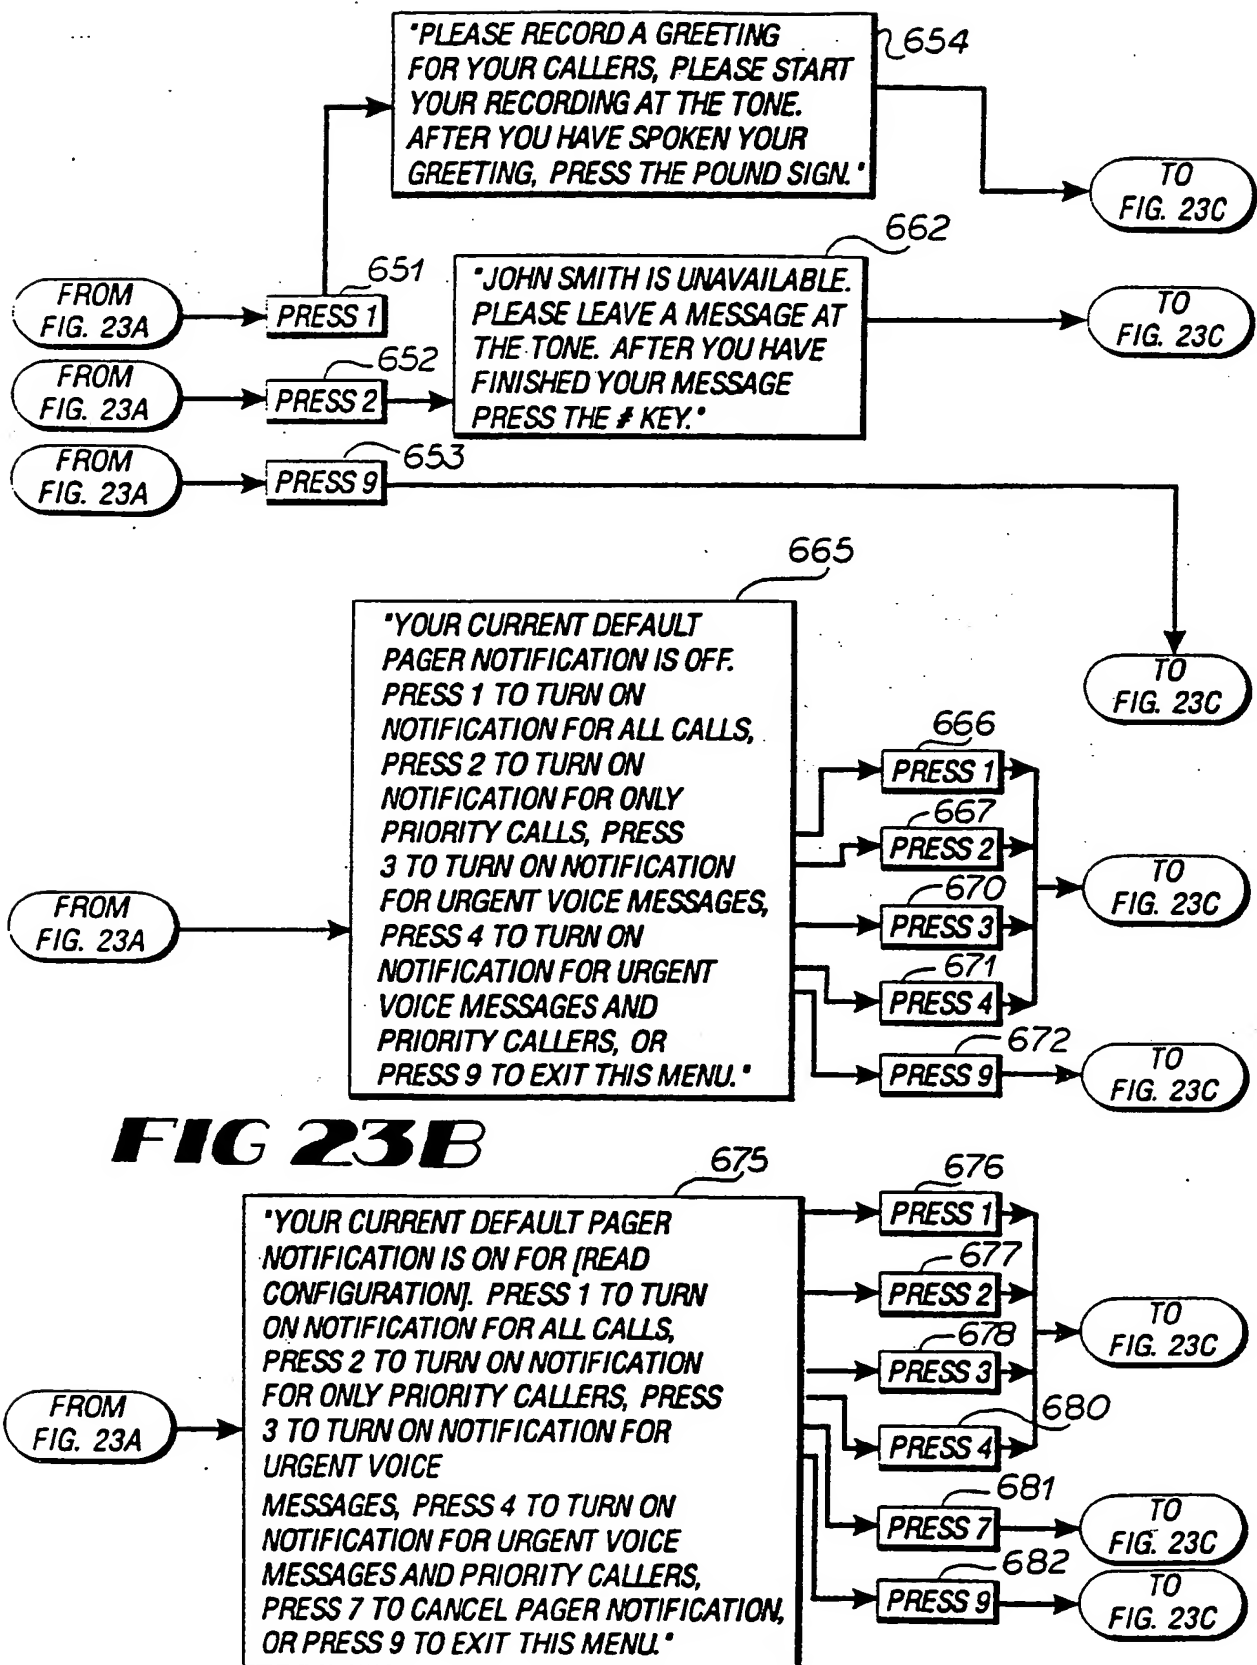 "PLEASE RECORD A GREETING
FOR YOUR CALLERS, PLEASE START
YOUR RECORDING AT THE TONE.
AFTER YOU HAVE SPOKEN YOUR
GREETING, PRESS THE POUND SIGN."
654
TO
FIG. 23C
FROM
FIG. 23A
651
PRESS 1
662
"JOHN SMITH IS UNAVAILABLE.
PLEASE LEAVE A MESSAGE AT
THE TONE. AFTER YOU HAVE
FINISHED YOUR MESSAGE
PRESS THE # KEY."
TO
FIG. 23C
FROM
FIG. 23A
652
PRESS 2
FROM
FIG. 23A
653
PRESS 9
TO
FIG. 23C
665
FROM
FIG. 23A
"YOUR CURRENT DEFAULT
PAGER NOTIFICATION IS OFF.
PRESS 1 TO TURN ON
NOTIFICATION FOR ALL CALLS,
PRESS 2 TO TURN ON
NOTIFICATION FOR ONLY
PRIORITY CALLS, PRESS
3 TO TURN ON NOTIFICATION
FOR URGENT VOICE MESSAGES,
PRESS 4 TO TURN ON
NOTIFICATION FOR URGENT
VOICE MESSAGES AND
PRIORITY CALLERS, OR
PRESS 9 TO EXIT THIS MENU."
666
PRESS 1
667
PRESS 2
670
PRESS 3
671
PRESS 4
TO
FIG. 23C
672
PRESS 9
TO
FIG. 23C
FIG 23B
675
FROM
FIG. 23A
"YOUR CURRENT DEFAULT PAGER
NOTIFICATION IS ON FOR [READ
CONFIGURATION]. PRESS 1 TO TURN
ON NOTIFICATION FOR ALL CALLS,
PRESS 2 TO TURN ON NOTIFICATION
FOR ONLY PRIORITY CALLERS, PRESS
3 TO TURN ON NOTIFICATION FOR
URGENT VOICE
MESSAGES, PRESS 4 TO TURN ON
NOTIFICATION FOR URGENT VOICE
MESSAGES AND PRIORITY CALLERS,
PRESS 7 TO CANCEL PAGER NOTIFICATION,
OR PRESS 9 TO EXIT THIS MENU."
676
PRESS 1
677
PRESS 2
678
PRESS 3
680
PRESS 4
TO
FIG. 23C
681
PRESS 7
TO
FIG. 23C
682
PRESS 9
TO
FIG. 23C